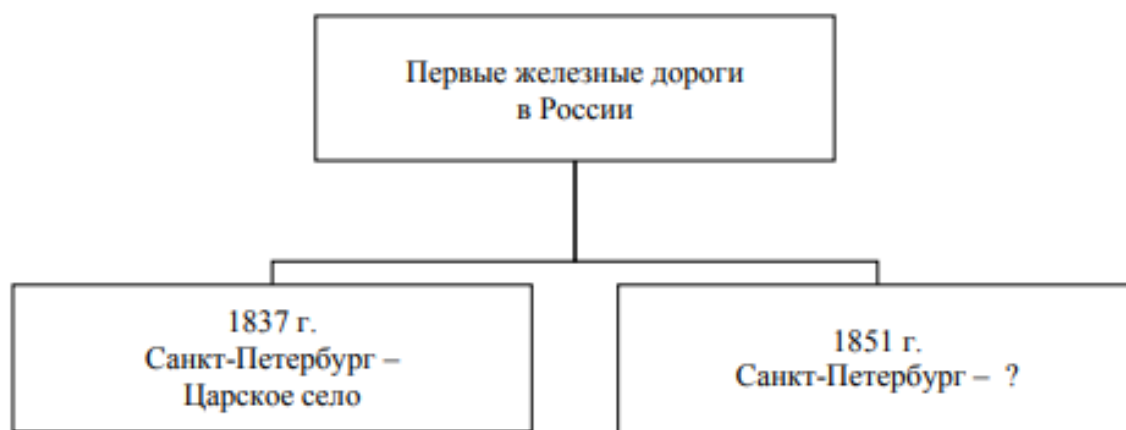 Первые железные дороги
в России
1837 г.
Санкт-Петербург –
Царское село
1851 г.
Санкт-Петербург – ?